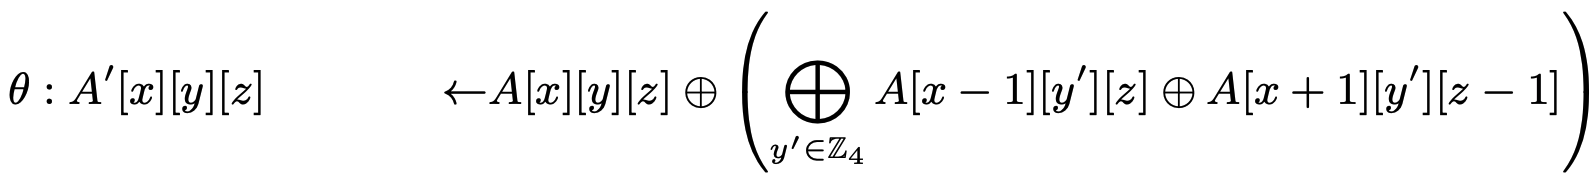 θ : A′[x][y][z] ←A[x][y][z] ⊕ (⨁_{y′∈ℤ₄} A[x − 1][y′][z] ⊕ A[x + 1][y′][z − 1])